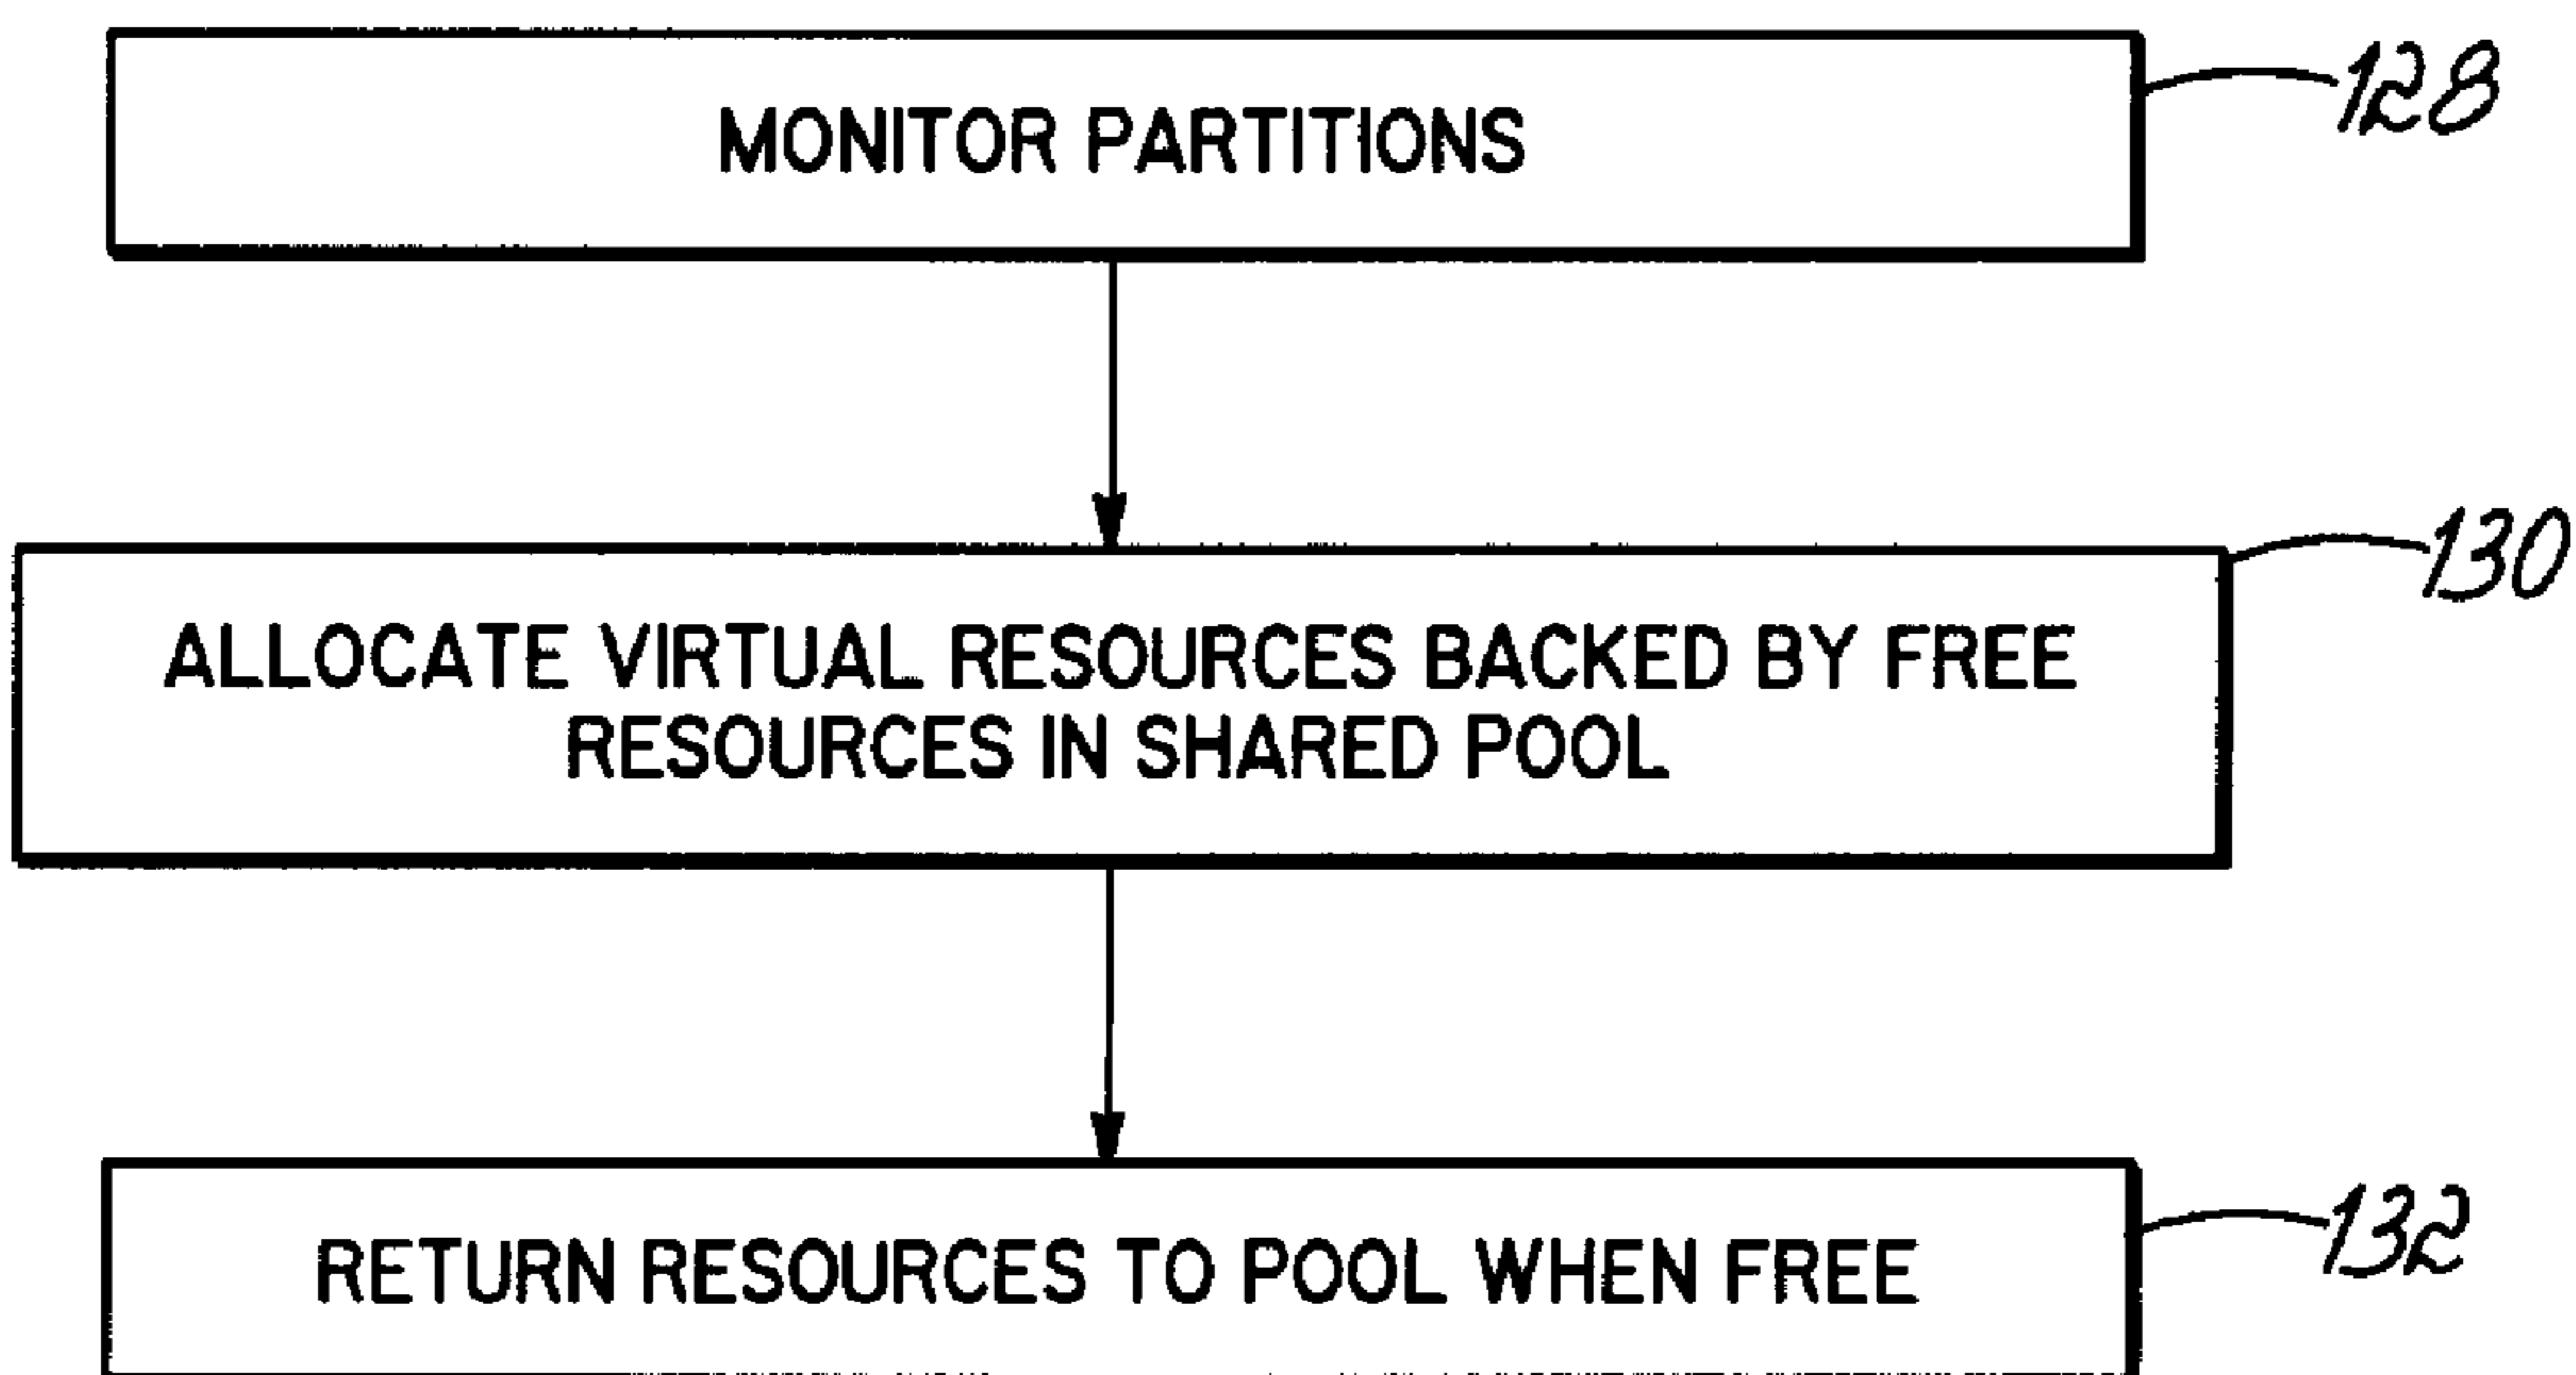 MONITOR PARTITIONS
128
ALLOCATE VIRTUAL RESOURCES BACKED BY FREE
RESOURCES IN SHARED POOL
130
RETURN RESOURCES TO POOL WHEN FREE
132